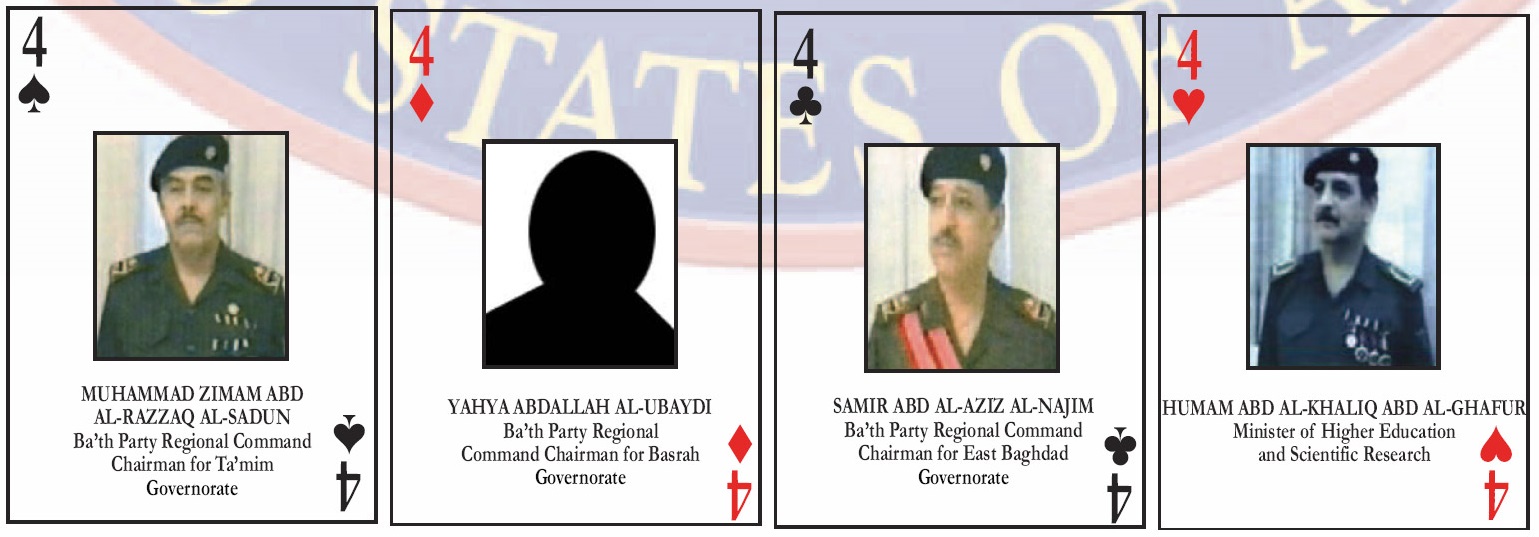 STATES OF A
4
MUHAMMAD ZIMAM ABD
AL-RAZZAQ AL-SADUN
Ba'th Party Regional Command
Chairman for Ta'mim
Governorate
4
4
YAHYA ABDALLAH AL-UBAYDI
Ba'th Party Regional
Command Chairman for Basrah
Governorate
4
4
SAMIR ABD AL-AZIZ AL-NAJIM
Ba'th Party Regional Command
Chairman for East Baghdad
Governorate
4
4
HUMAM ABD AL-KHALIQ ABD AL-GHAFUR
Minister of Higher Education
and Scientific Research
4